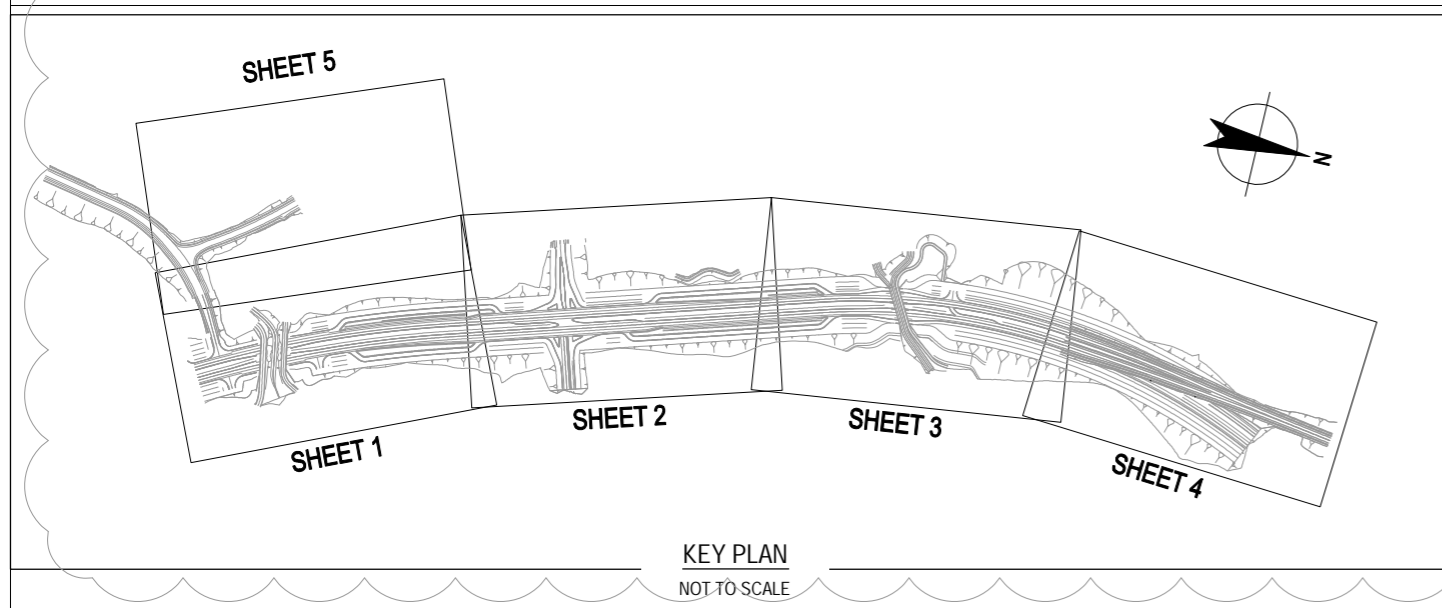 SHEET 5
N
SHEET 1
SHEET 2
SHEET 3
SHEET 4
KEY PLAN
NOT TO SCALE